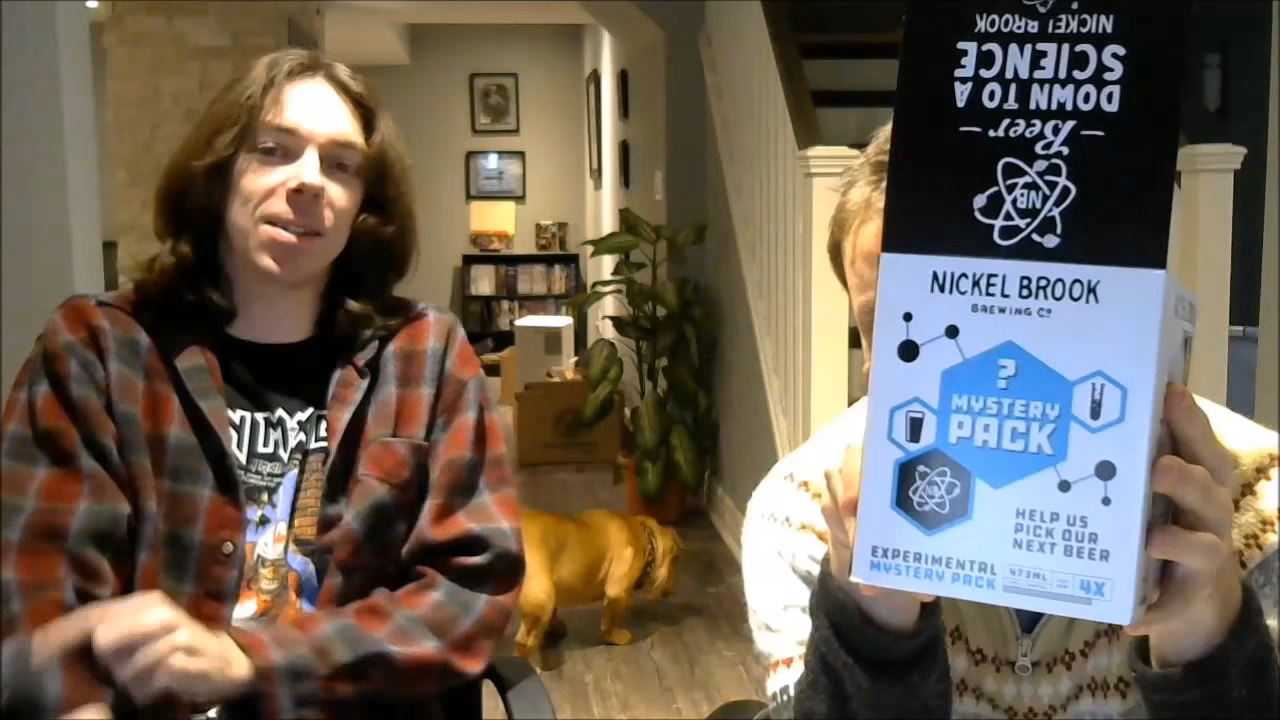 NICKEL BROOK
DOWN TO A
SCIENCE
Beer
NB
NICKEL BROOK
BREWING Cº
?
MYSTERY
PACK
NB
HELP US
PICK OUR
NEXT BEER
EXPERIMENTAL
MYSTERY PACK
473ML
4X